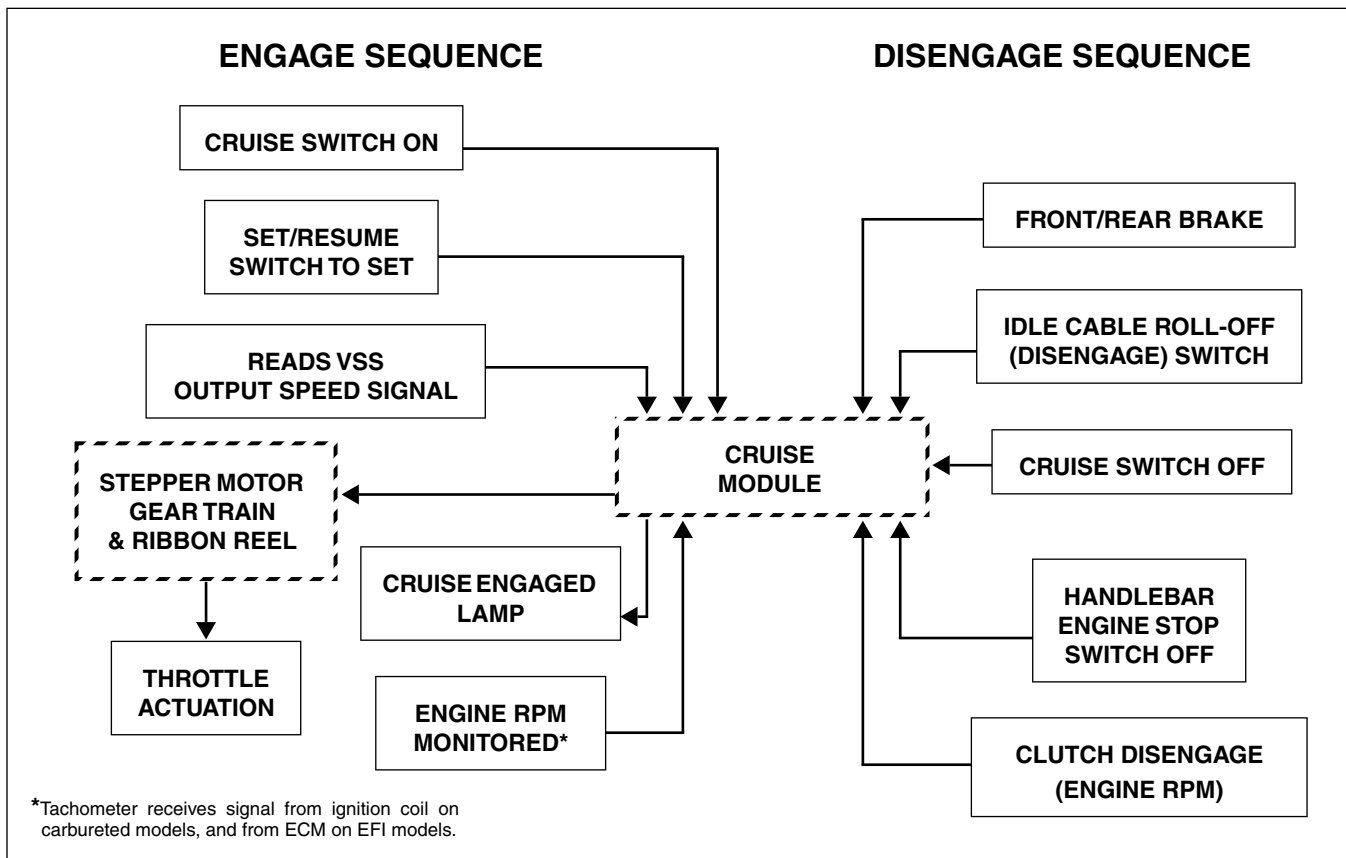 ENGAGE SEQUENCE
DISENGAGE SEQUENCE
CRUISE SWITCH ON
SET/RESUME
SWITCH TO SET
READS VSS
OUTPUT SPEED SIGNAL
STEPPER MOTOR
GEAR TRAIN
& RIBBON REEL
THROTTLE
ACTUATION
CRUISE ENGAGED
LAMP
ENGINE RPM
MONITORED*
CRUISE
MODULE
FRONT/REAR BRAKE
IDLE CABLE ROLL-OFF
(DISENGAGE) SWITCH
CRUISE SWITCH OFF
HANDLEBAR
ENGINE STOP
SWITCH OFF
CLUTCH DISENGAGE
(ENGINE RPM)
*Tachometer receives signal from ignition coil on
carbureted models, and from ECM on EFI models.